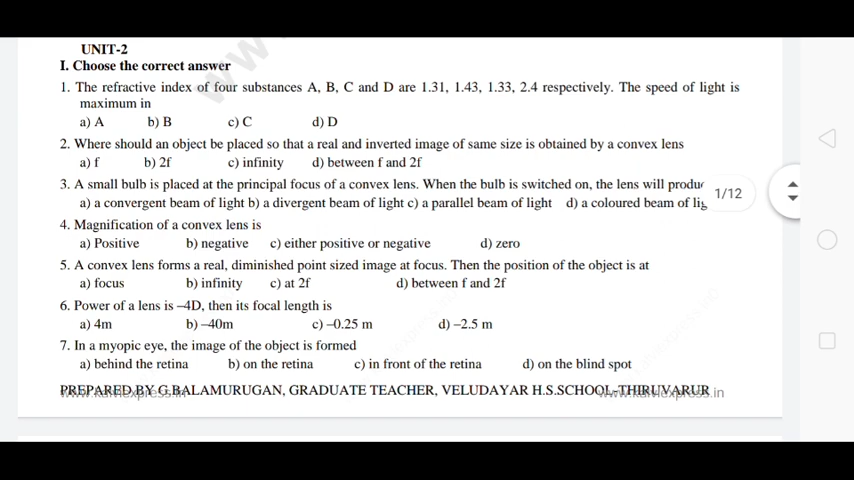 UNIT-2
I. Choose the correct answer
1. The refractive index of four substances A, B, C and D are 1.31, 1.43, 1.33, 2.4 respectively. The speed of light is
maximum in
a) A b) B c) C d) D
2. Where should an object be placed so that a real and inverted image of same size is obtained by a convex lens
a) f b) 2f c) infinity d) between f and 2f
3. A small bulb is placed at the principal focus of a convex lens. When the bulb is switched on, the lens will
a) a convergent beam of light b) a divergent beam of light c) a parallel beam of light d) a coloured beam of
1/12
4. Magnification of a convex lens is
a) Positive b) negative c) either positive or negative d) zero
5. A convex lens forms a real, diminished point sized image at focus. Then the position of the object is at
a) focus b) infinity c) at 2f d) between f and 2f
6. Power of a lens is –4D, then its focal length is
a) 4m b) –40m c) –0.25 m d) –2.5 m
7. In a myopic eye, the image of the object is formed
a) behind the retina b) on the retina c) in front of the retina d) on the blind spot
PREPARED BY G.BALAMURUGAN, GRADUATE TEACHER, VELUDAYAR H.S.SCHOOL-THIRUVARUR